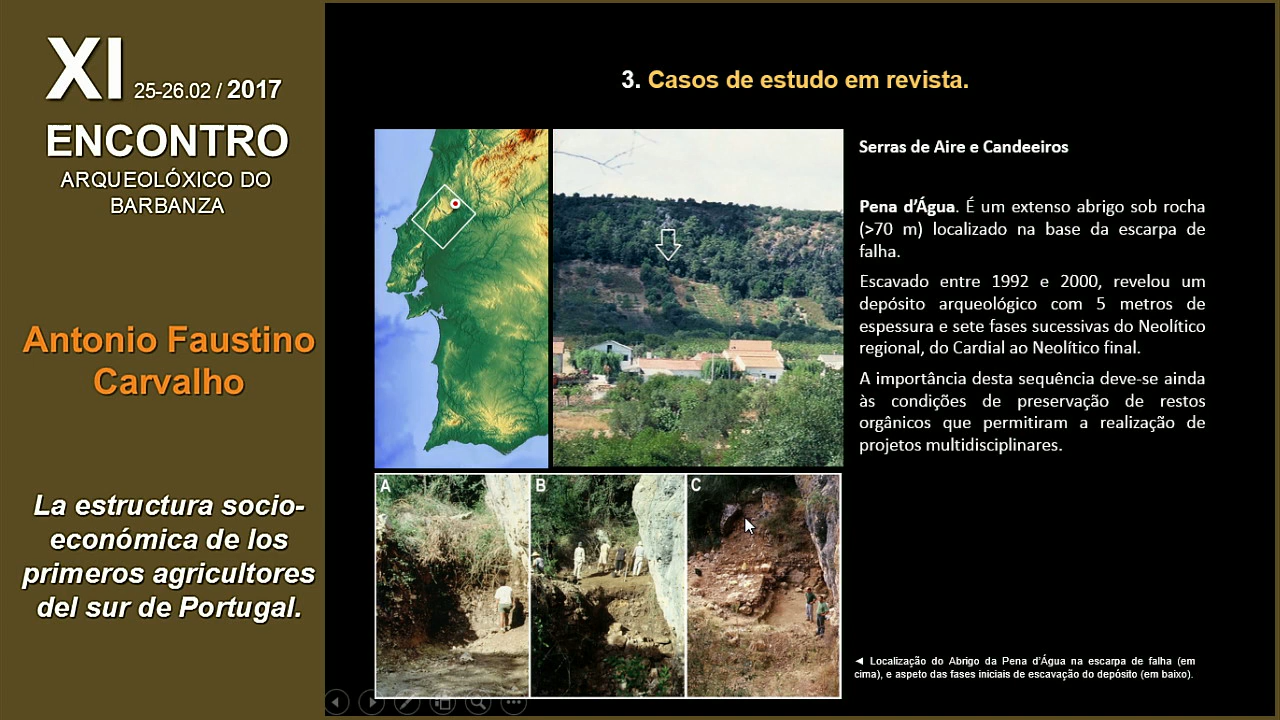 XI 25-26.02 / 2017
ENCONTRO
ARQUEOLÓXICO DO
BARBANZA
Antonio Faustino
Carvalho
La estructura socio-
económica de los
primeros agricultores
del sur de Portugal.
3. Casos de estudo em revista.
Serras de Aire e Candeeiros
Pena d'Água. É um extenso abrigo sob rocha
(>70 m) localizado na base da escarpa de
falha.
Escavado entre 1992 e 2000, revelou um
depósito arqueológico com 5 metros de
espessura e sete fases sucessivas do Neolítico
regional, do Cardial ao Neolítico final.
A importância desta sequência deve-se ainda
às condições de preservação de restos
orgânicos que permitiram a realização de
projetos multidisciplinares.
A
B
C
◄ Localização do Abrigo da Pena d'Água na escarpa de falha (em
cima), e aspeto das fases iniciais de escavação do depósito (em baixo).